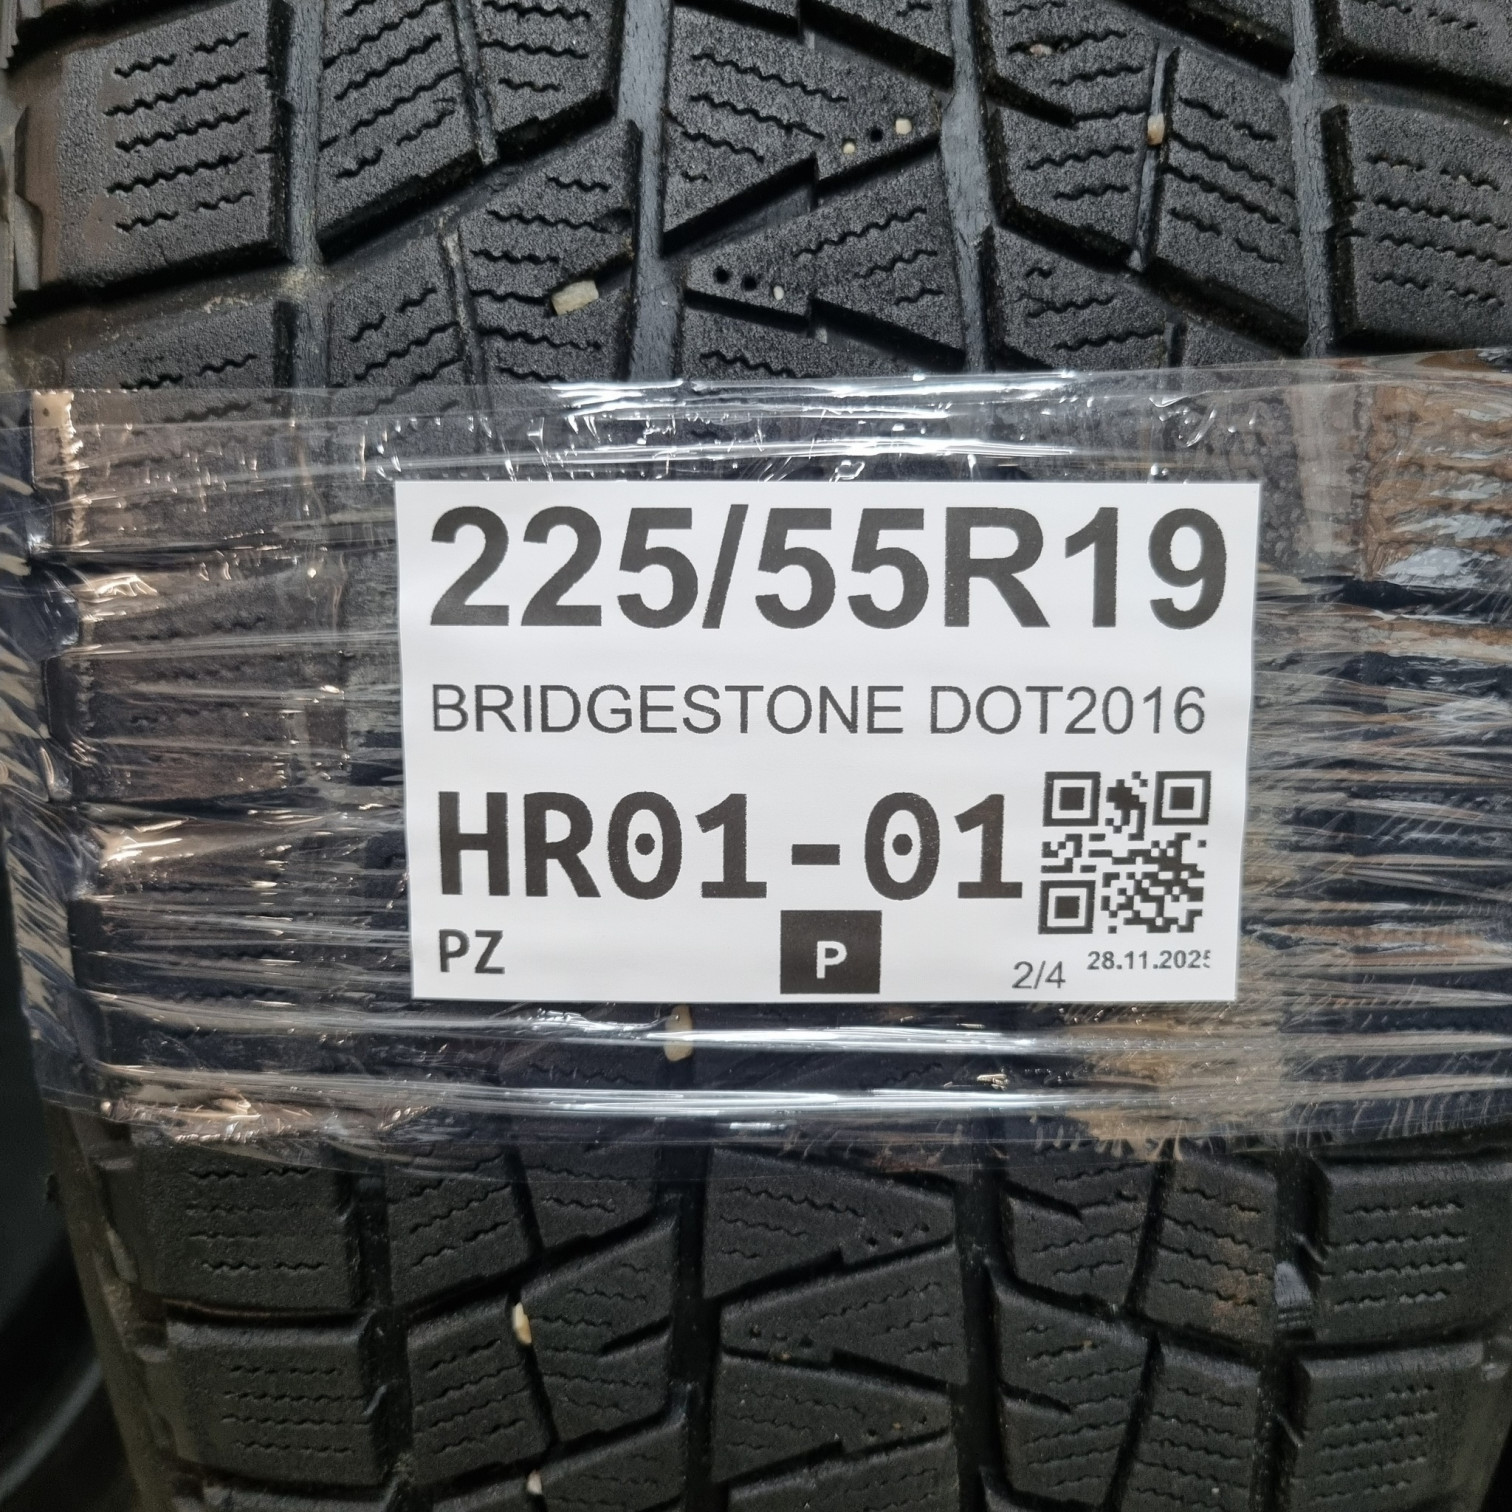 225/55R19
BRIDGESTONE DOT2016
HR01-01
PZ
P
2/4
28.11.2025